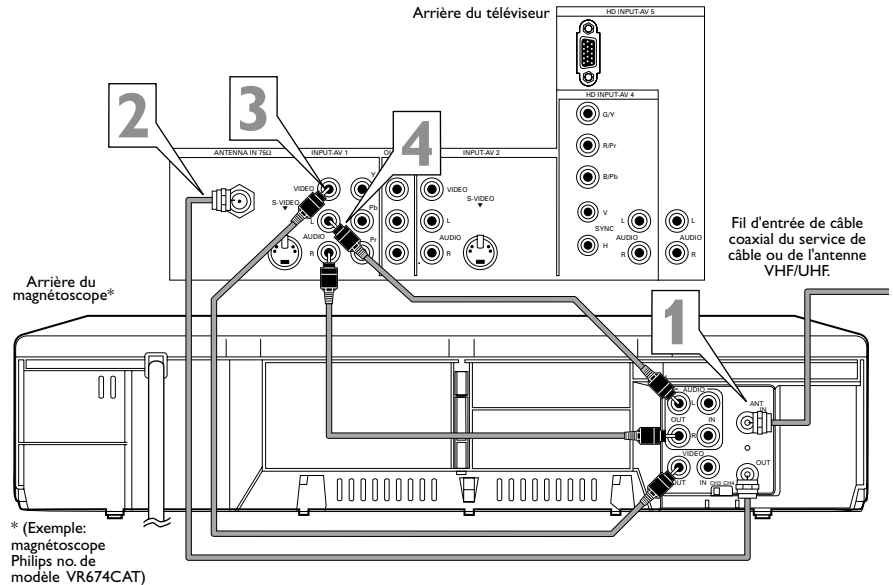 Arrière du téléviseur
HD INPUT-AV 5
HD INPUT-AV 4
G/Y
R/Pr
B/Pb
V
SYNC
H
L
AUDIO
R
L
AUDIO
R
2
3
4
ANTENNA IN 75Ω
INPUT-AV 1
INPUT-AV 2
VIDEO
Y
S-VIDEO
L
Pb
AUDIO
R
Pr
VIDEO
S-VIDEO
L
AUDIO
R
Fil d'entrée de câble
coaxial du service de
câble ou de l'antenne
VHF/UHF.
Arrière du
magnétoscope*
1
AUDIO
L
OUT
IN
R
VIDEO
OUT
IN
CH3 CH4
ANT
IN
OUT
* (Exemple:
magnétoscope
Philips no. de
modèle VR674CAT)